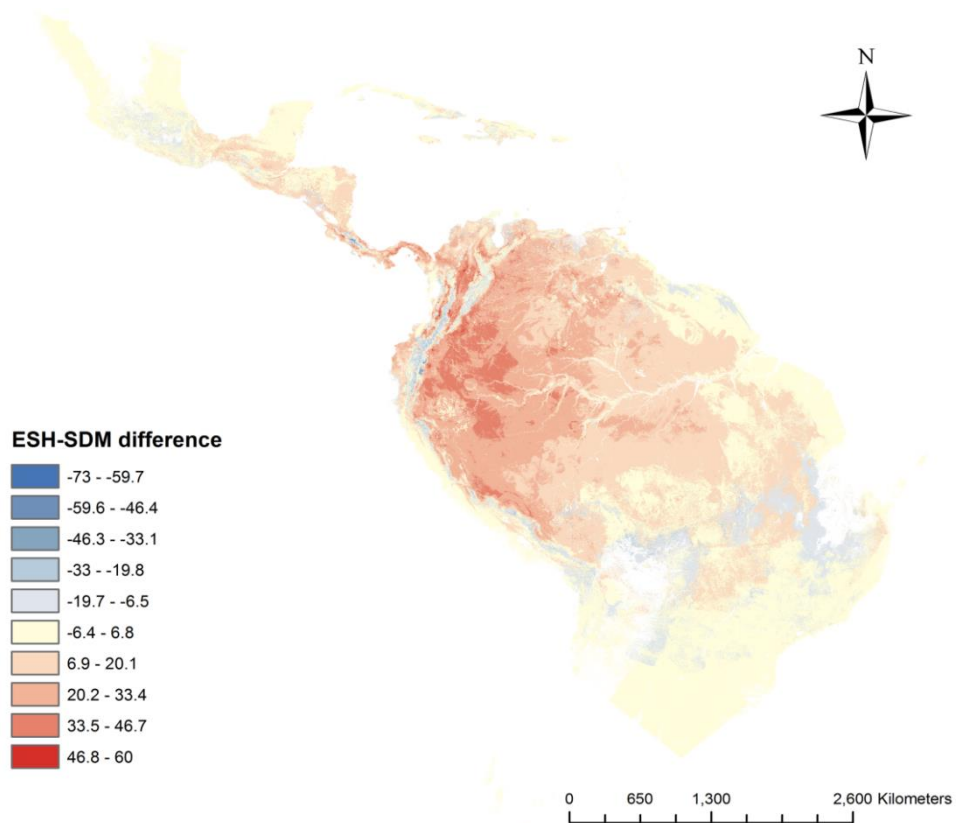 N
ESH-SDM difference
-73 - -59.7
-59.6 - -46.4
-46.3 - -33.1
-33 - -19.8
-19.7 - -6.5
-6.4 - 6.8
6.9 - 20.1
20.2 - 33.4
33.5 - 46.7
46.8 - 60
0 650 1,300 2,600 Kilometers